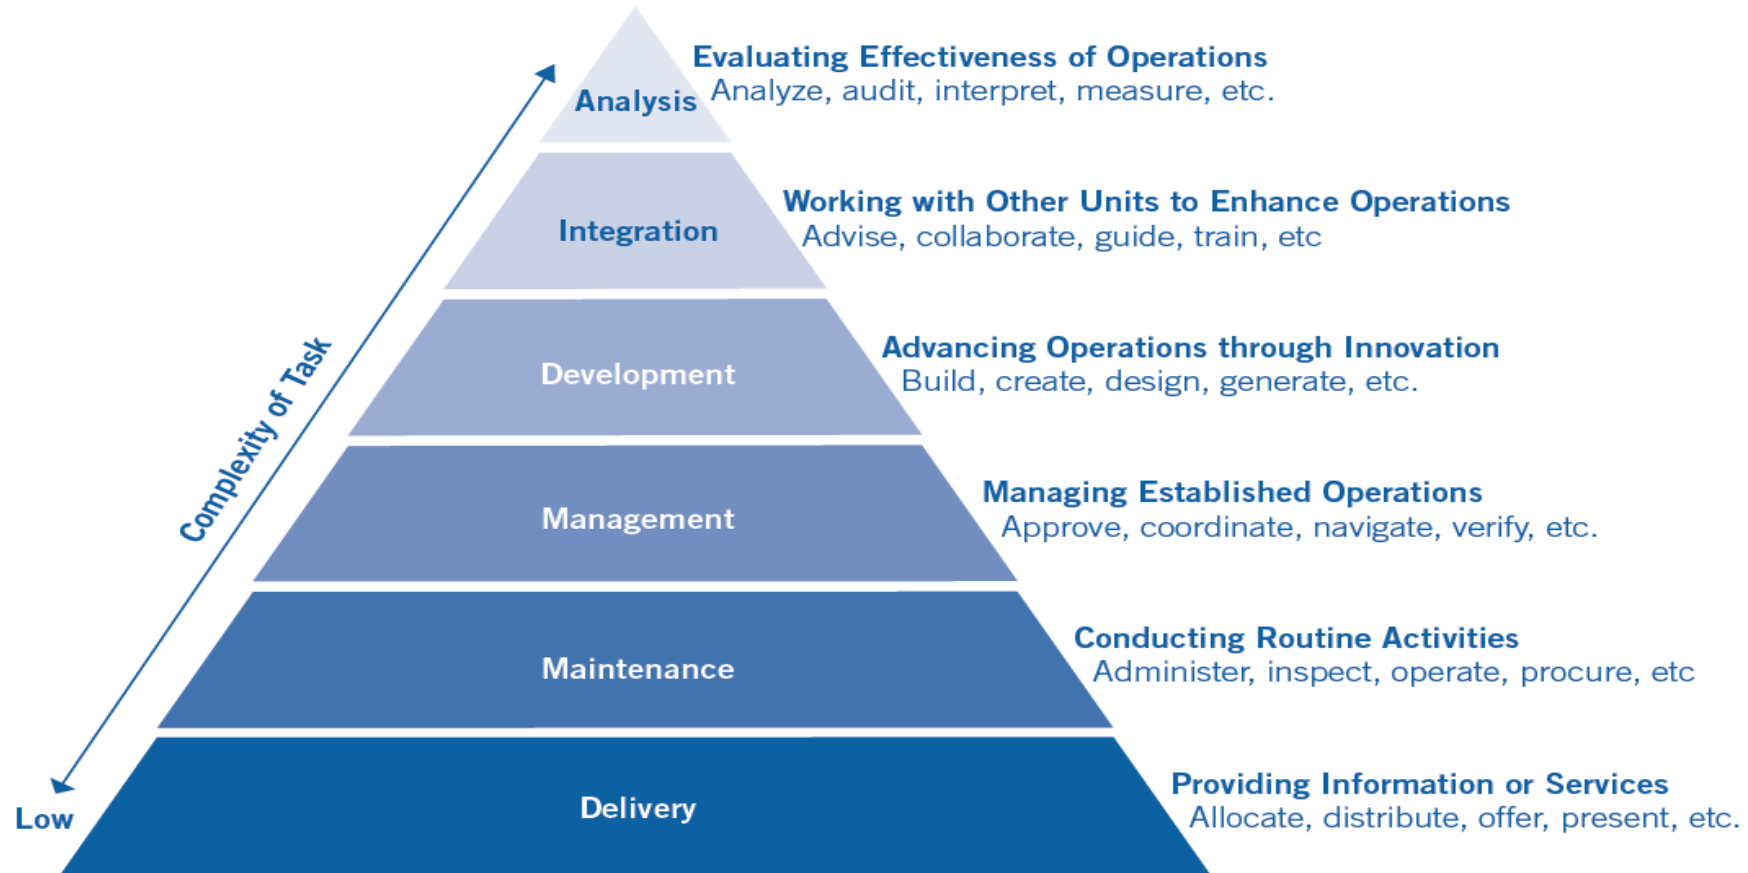 Evaluating Effectiveness of Operations
Analyze, audit, interpret, measure, etc.
Analysis
Working with Other Units to Enhance Operations
Advise, collaborate, guide, train, etc
Integration
Advancing Operations through Innovation
Build, create, design, generate, etc.
Development
Complexity of Task
Managing Established Operations
Approve, coordinate, navigate, verify, etc.
Management
Conducting Routine Activities
Administer, inspect, operate, procure, etc
Maintenance
Providing Information or Services
Allocate, distribute, offer, present, etc.
Delivery
Low